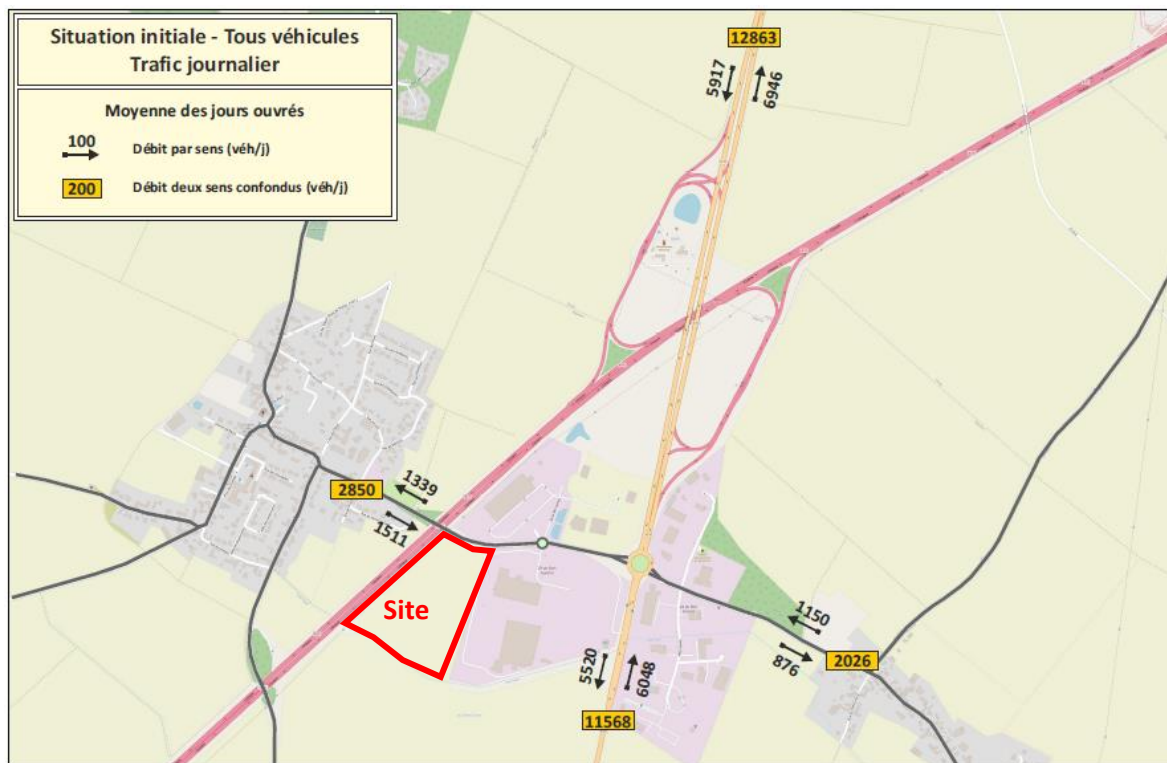 Situation initiale - Tous véhicules
Trafic journalier
Moyenne des jours ouvrés
100
Débit par sens (véh/j)
200
Débit deux sens confondus (véh/j)
12863
5917
6946
2850
1339
1511
Site
1150
876
2026
5520
6048
11568